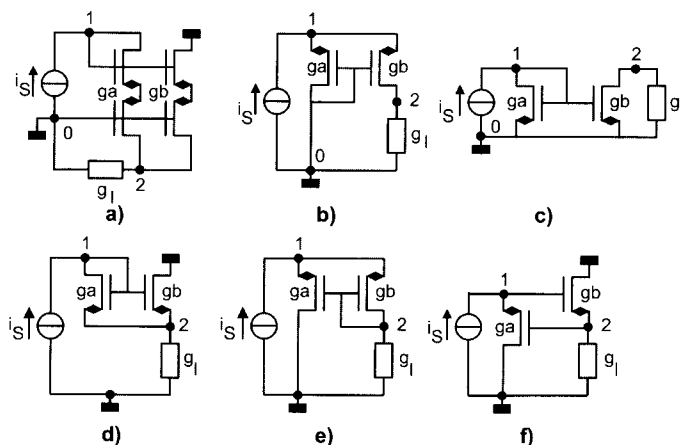 1
i_S ga gb
0
2
g_l
a)
1
ga gb
i_S 2
0 g_l
b)
1 2
i_S ga gb g
0
c)
1
ga gb
i_S 2
g_l
d)
1
ga gb
i_S 2
g_l
e)
1 gb
i_S ga 2
g_l
f)